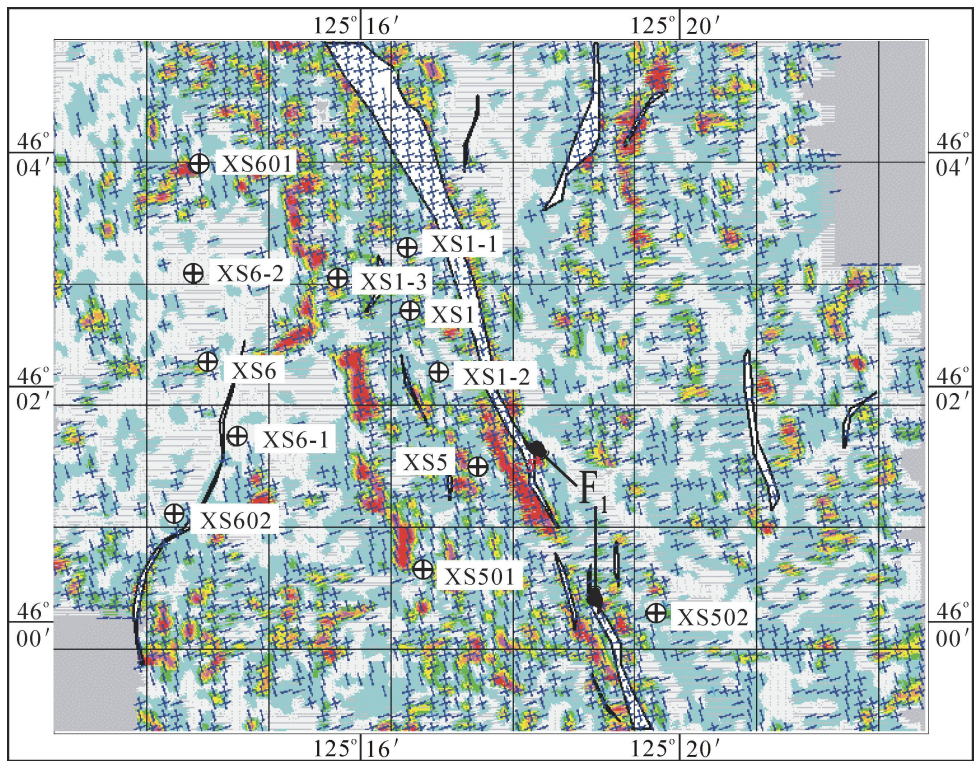 125° 16′ 125° 20′
46° 04′ 46° 04′
XS601
XS1-1
XS6-2 XS1-3
XS1
XS6 XS1-2
46° 02′ 46° 02′
XS6-1
XS5
F1
XS602
XS501
XS502
46° 00′ 46° 00′
125° 16′ 125° 20′